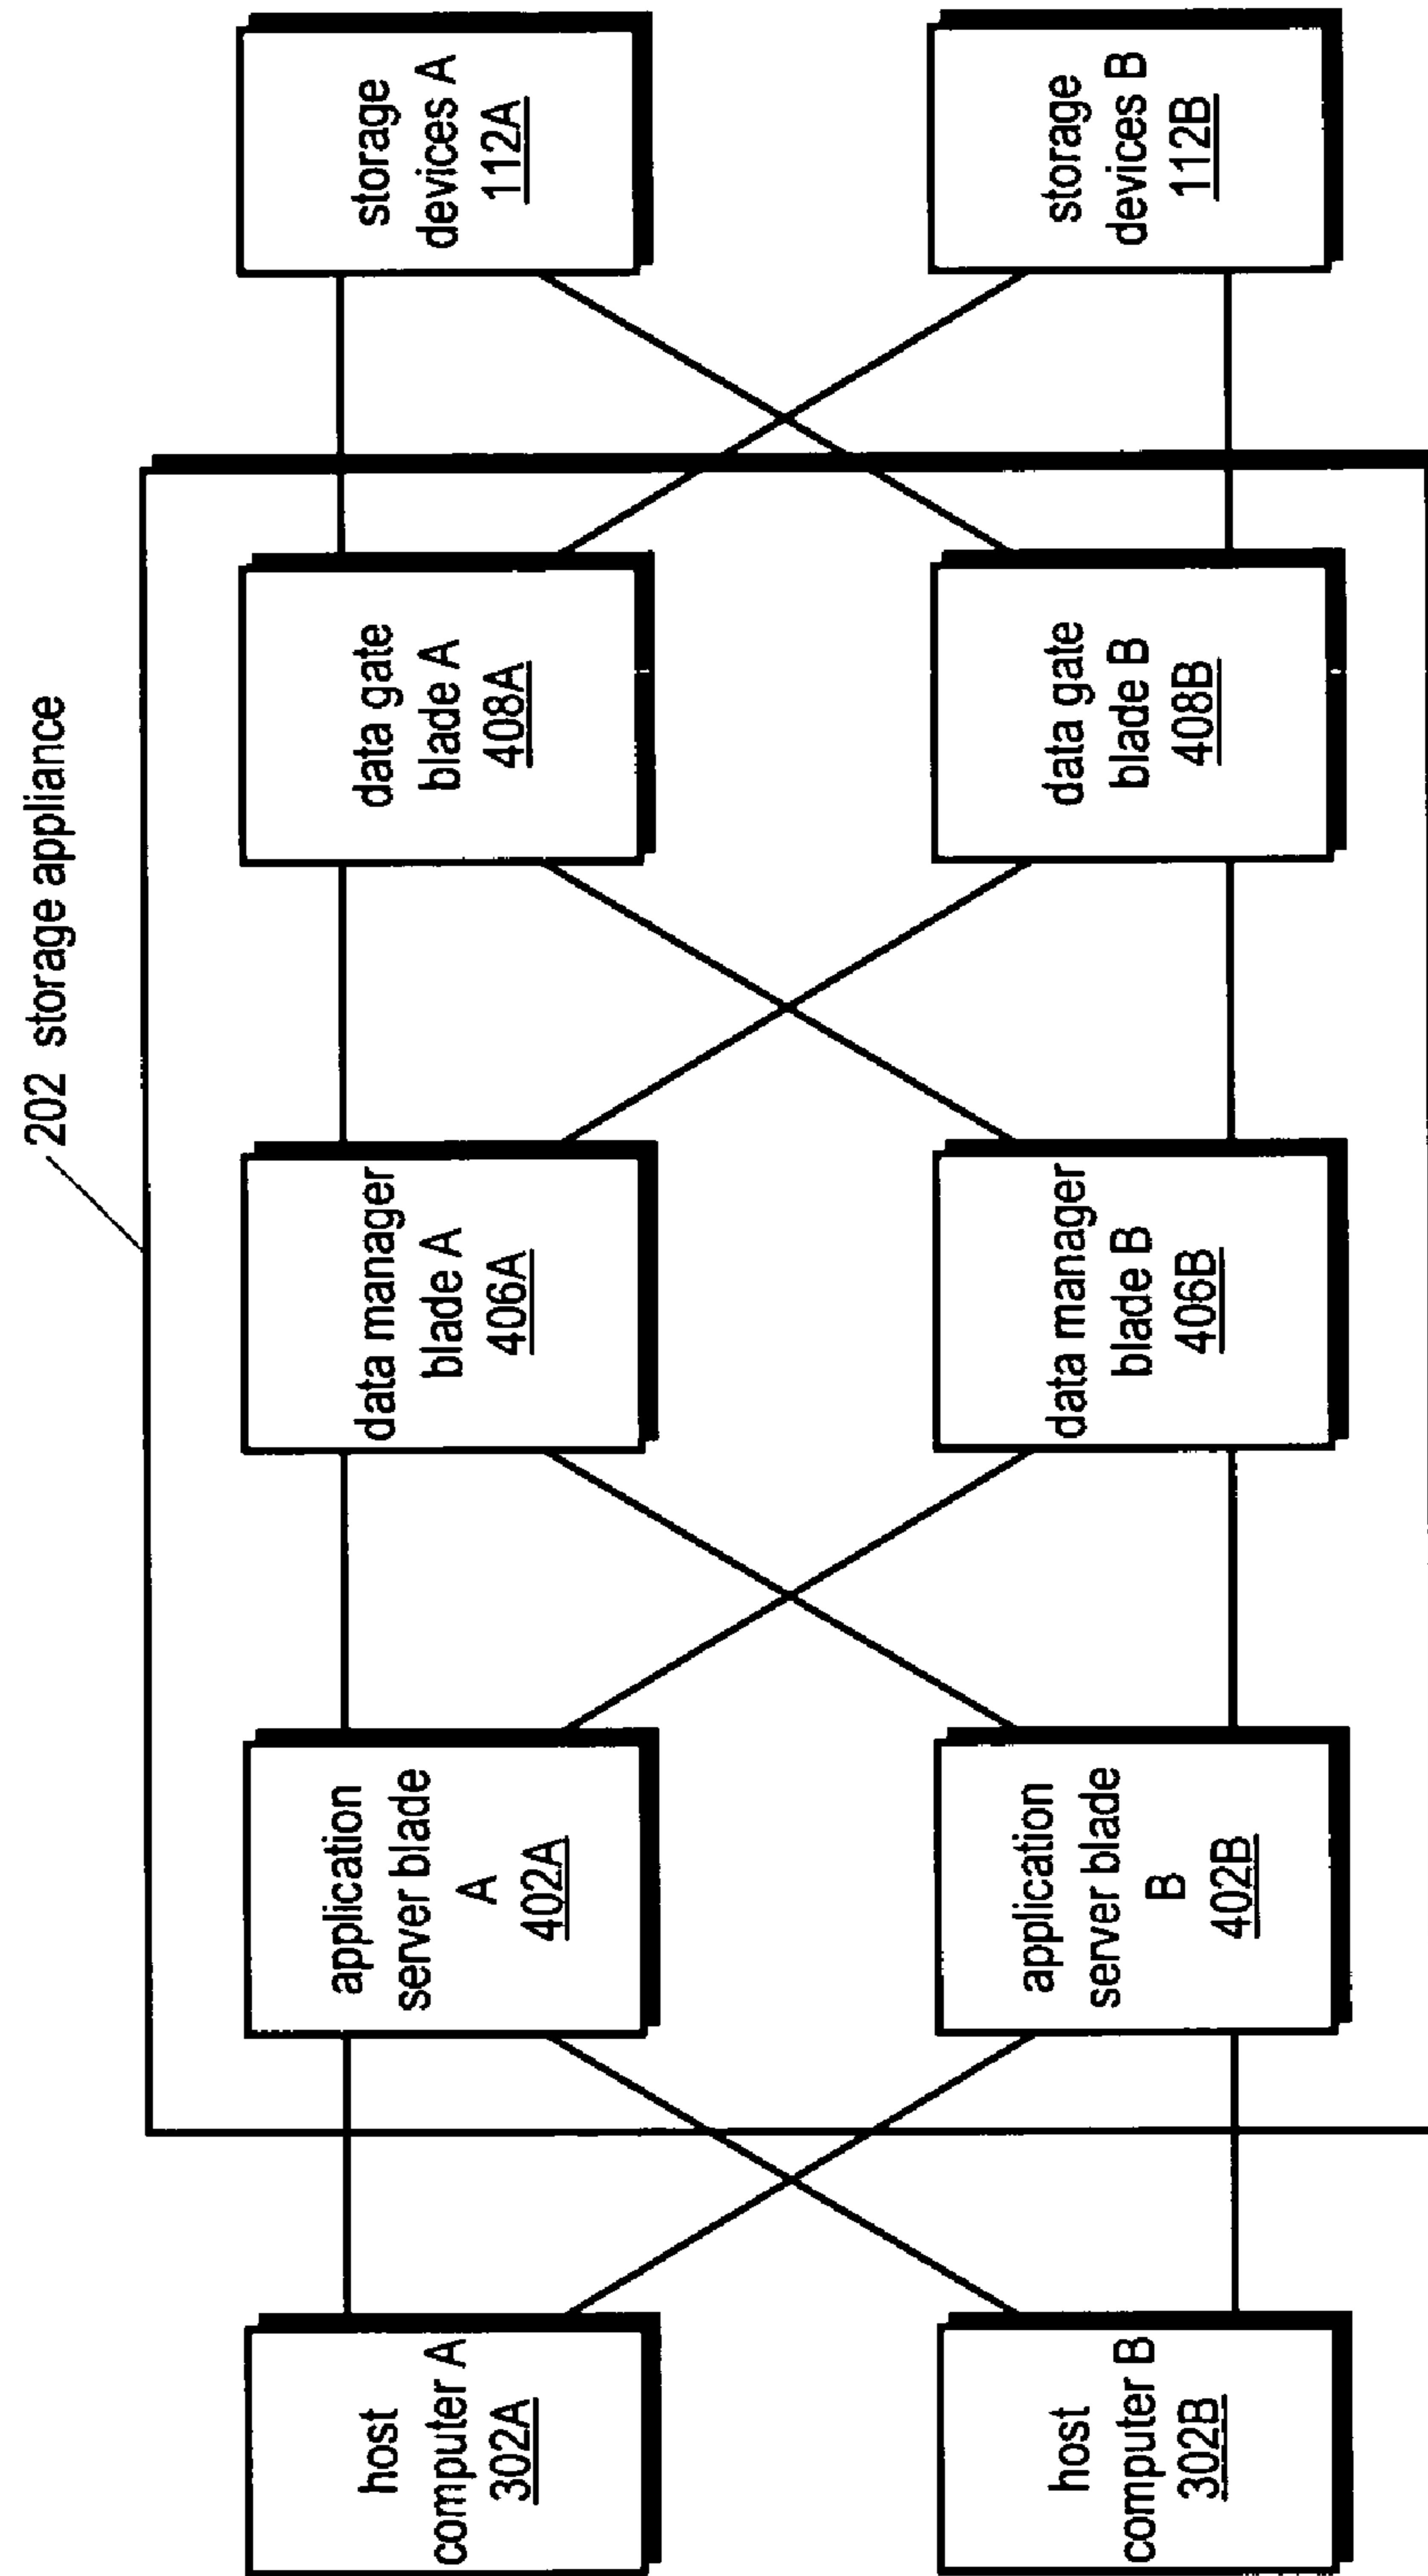 202 storage appliance
host
computer A
302A
application
server blade
A
402A
data manager
blade A
406A
data gate
blade A
408A
storage
devices A
112A
host
computer B
302B
application
server blade
B
402B
data manager
blade B
406B
data gate
blade B
408B
storage
devices B
112B